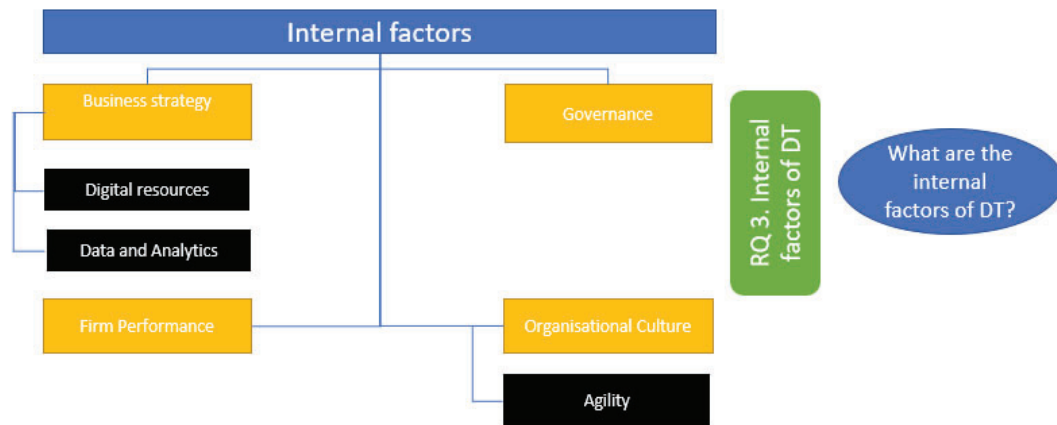 Internal factors
Business strategy
Governance
Digital resources
Data and Analytics
Firm Performance
Organisational Culture
Agility
RQ 3. Internal
factors of DT
What are the
internal
factors of DT?